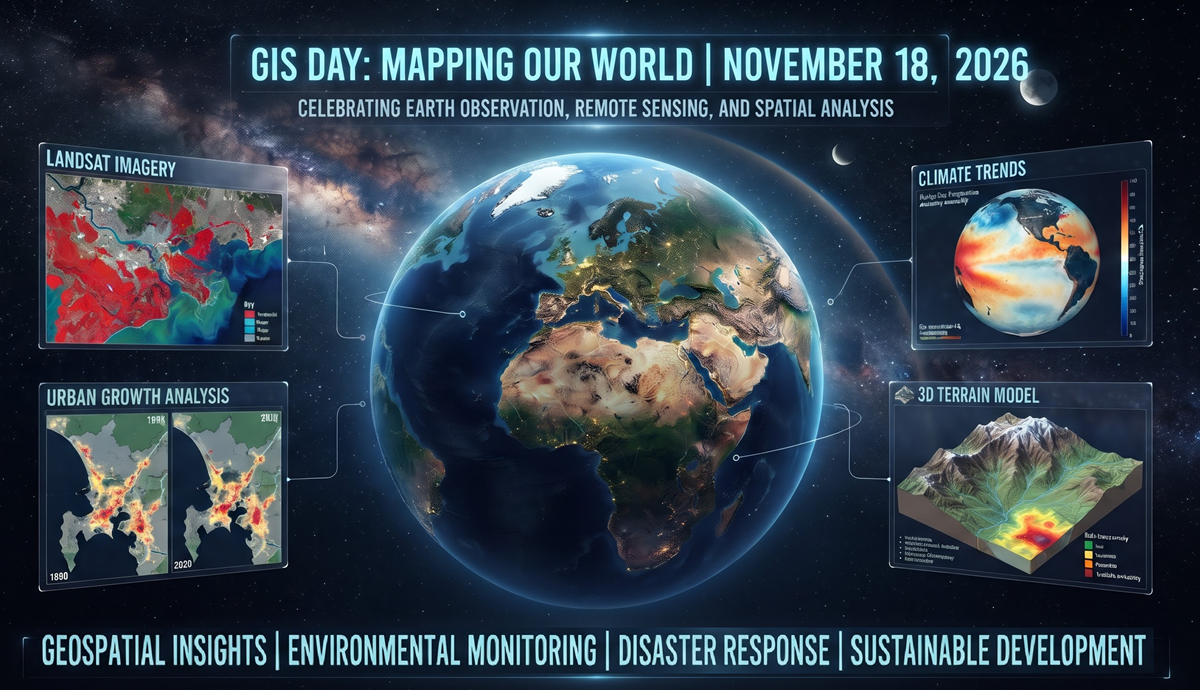 GIS DAY: MAPPING OUR WORLD | NOVEMBER 18, 2026
CELEBRATING EARTH OBSERVATION, REMOTE SENSING, AND SPATIAL ANALYSIS
LANDSAT IMAGERY
CLIMATE TRENDS
URBAN GROWTH ANALYSIS
1890
2020
3D TERRAIN MODEL
GEOSPATIAL INSIGHTS | ENVIRONMENTAL MONITORING | DISASTER RESPONSE | SUSTAINABLE DEVELOPMENT